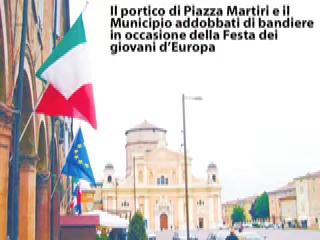 Il portico di Piazza Martiri e il
Municipio addobbati di bandiere
in occasione della Festa dei
giovani d'Europa